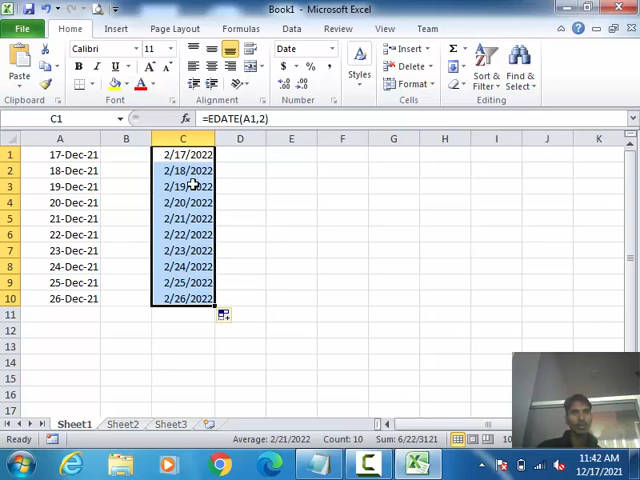 Book1 - Microsoft Excel
File Home Insert Page Layout Formulas Data Review View Team
Calibri 11 Date Insert Σ
Paste B I U A $ % , Styles Delete Sort & Filter Find & Select
Format
Clipboard Font Alignment Number Cells Editing
C1 fx =EDATE(A1,2)
A B C D E F G H I J K
1 17-Dec-21 2/17/2022
2 18-Dec-21 2/18/2022
3 19-Dec-21 2/19/2022
4 20-Dec-21 2/20/2022
5 21-Dec-21 2/21/2022
6 22-Dec-21 2/22/2022
7 23-Dec-21 2/23/2022
8 24-Dec-21 2/24/2022
9 25-Dec-21 2/25/2022
10 26-Dec-21 2/26/2022
11
12
13
14
15
16
17
Sheet1 Sheet2 Sheet3
Ready Average: 2/21/2022 Count: 10 Sum: 6/22/3121
11:42 AM
12/17/2021